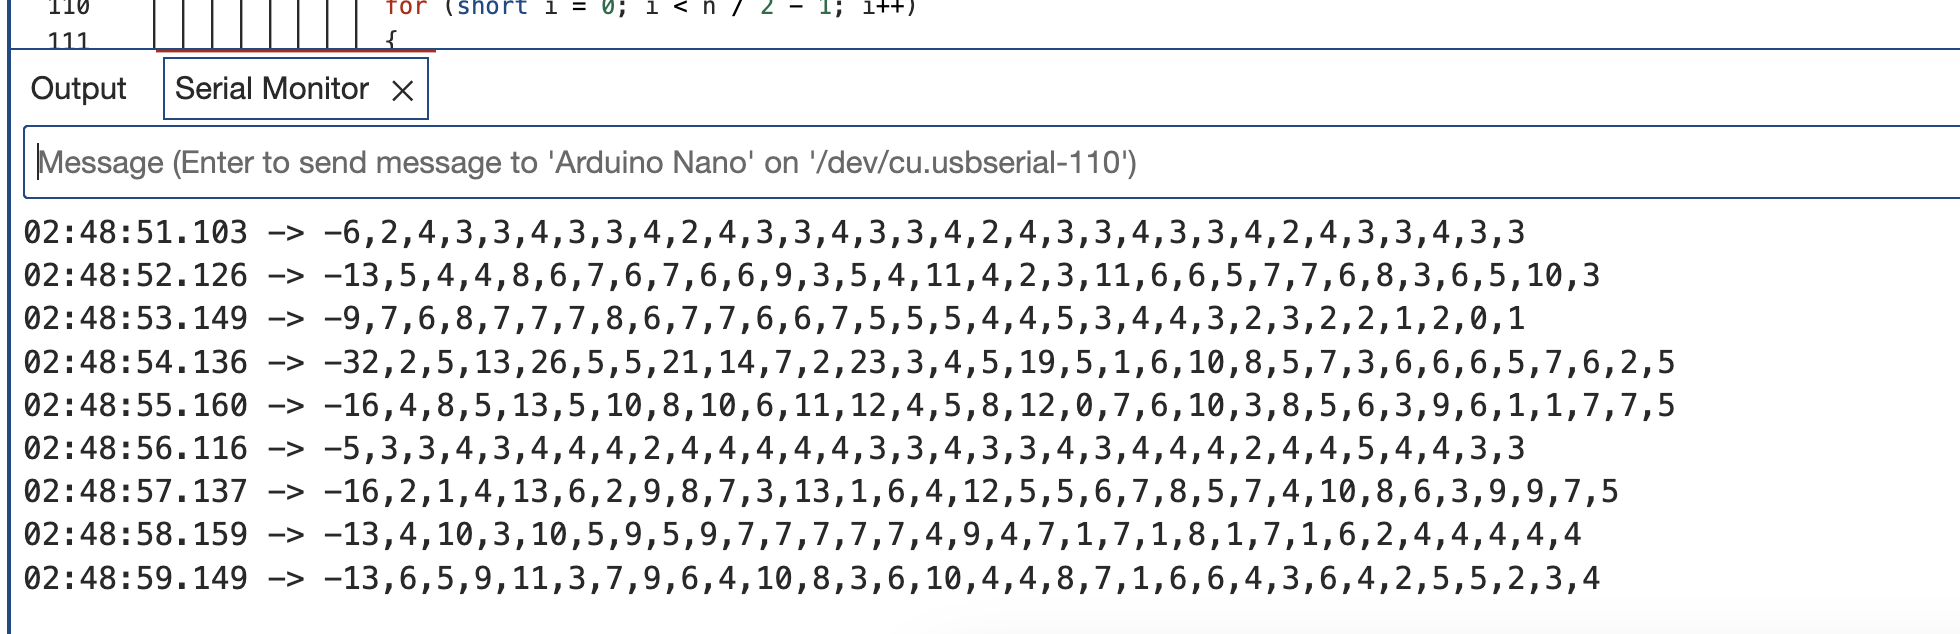 110 for (short i = 0; i < n / 2 - 1; i++)
111 {
Output Serial Monitor ×
Message (Enter to send message to 'Arduino Nano' on '/dev/cu.usbserial-110')
02:48:51.103 -> -6,2,4,3,3,4,3,3,4,2,4,3,3,4,3,3,4,2,4,3,3,4,3,3,4,2,4,3,3,4,3,3
02:48:52.126 -> -13,5,4,4,8,6,7,6,7,6,6,9,3,5,4,11,4,2,3,11,6,6,5,7,7,6,8,3,6,5,10,3
02:48:53.149 -> -9,7,6,8,7,7,7,8,6,7,7,6,6,7,5,5,5,4,4,5,3,4,4,3,2,3,2,2,1,2,0,1
02:48:54.136 -> -32,2,5,13,26,5,5,21,14,7,2,23,3,4,5,19,5,1,6,10,8,5,7,3,6,6,6,5,7,6,2,5
02:48:55.160 -> -16,4,8,5,13,5,10,8,10,6,11,12,4,5,8,12,0,7,6,10,3,8,5,6,3,9,6,1,1,7,7,5
02:48:56.116 -> -5,3,3,4,3,4,4,4,2,4,4,4,4,4,3,3,4,3,3,4,3,4,4,4,2,4,4,5,4,4,3,3
02:48:57.137 -> -16,2,1,4,13,6,2,9,8,7,3,13,1,6,4,12,5,5,6,7,8,5,7,4,10,8,6,3,9,9,7,5
02:48:58.159 -> -13,4,10,3,10,5,9,5,9,7,7,7,7,7,4,9,4,7,1,7,1,8,1,7,1,6,2,4,4,4,4,4
02:48:59.149 -> -13,6,5,9,11,3,7,9,6,4,10,8,3,6,10,4,4,8,7,1,6,6,4,3,6,4,2,5,5,2,3,4